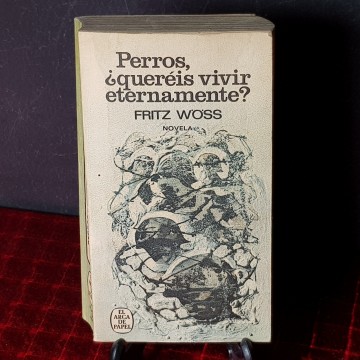 Perros,
¿queréis vivir
eternamente?
FRITZ WÖSS
NOVELA
EL
ARCA
DE
PAPEL